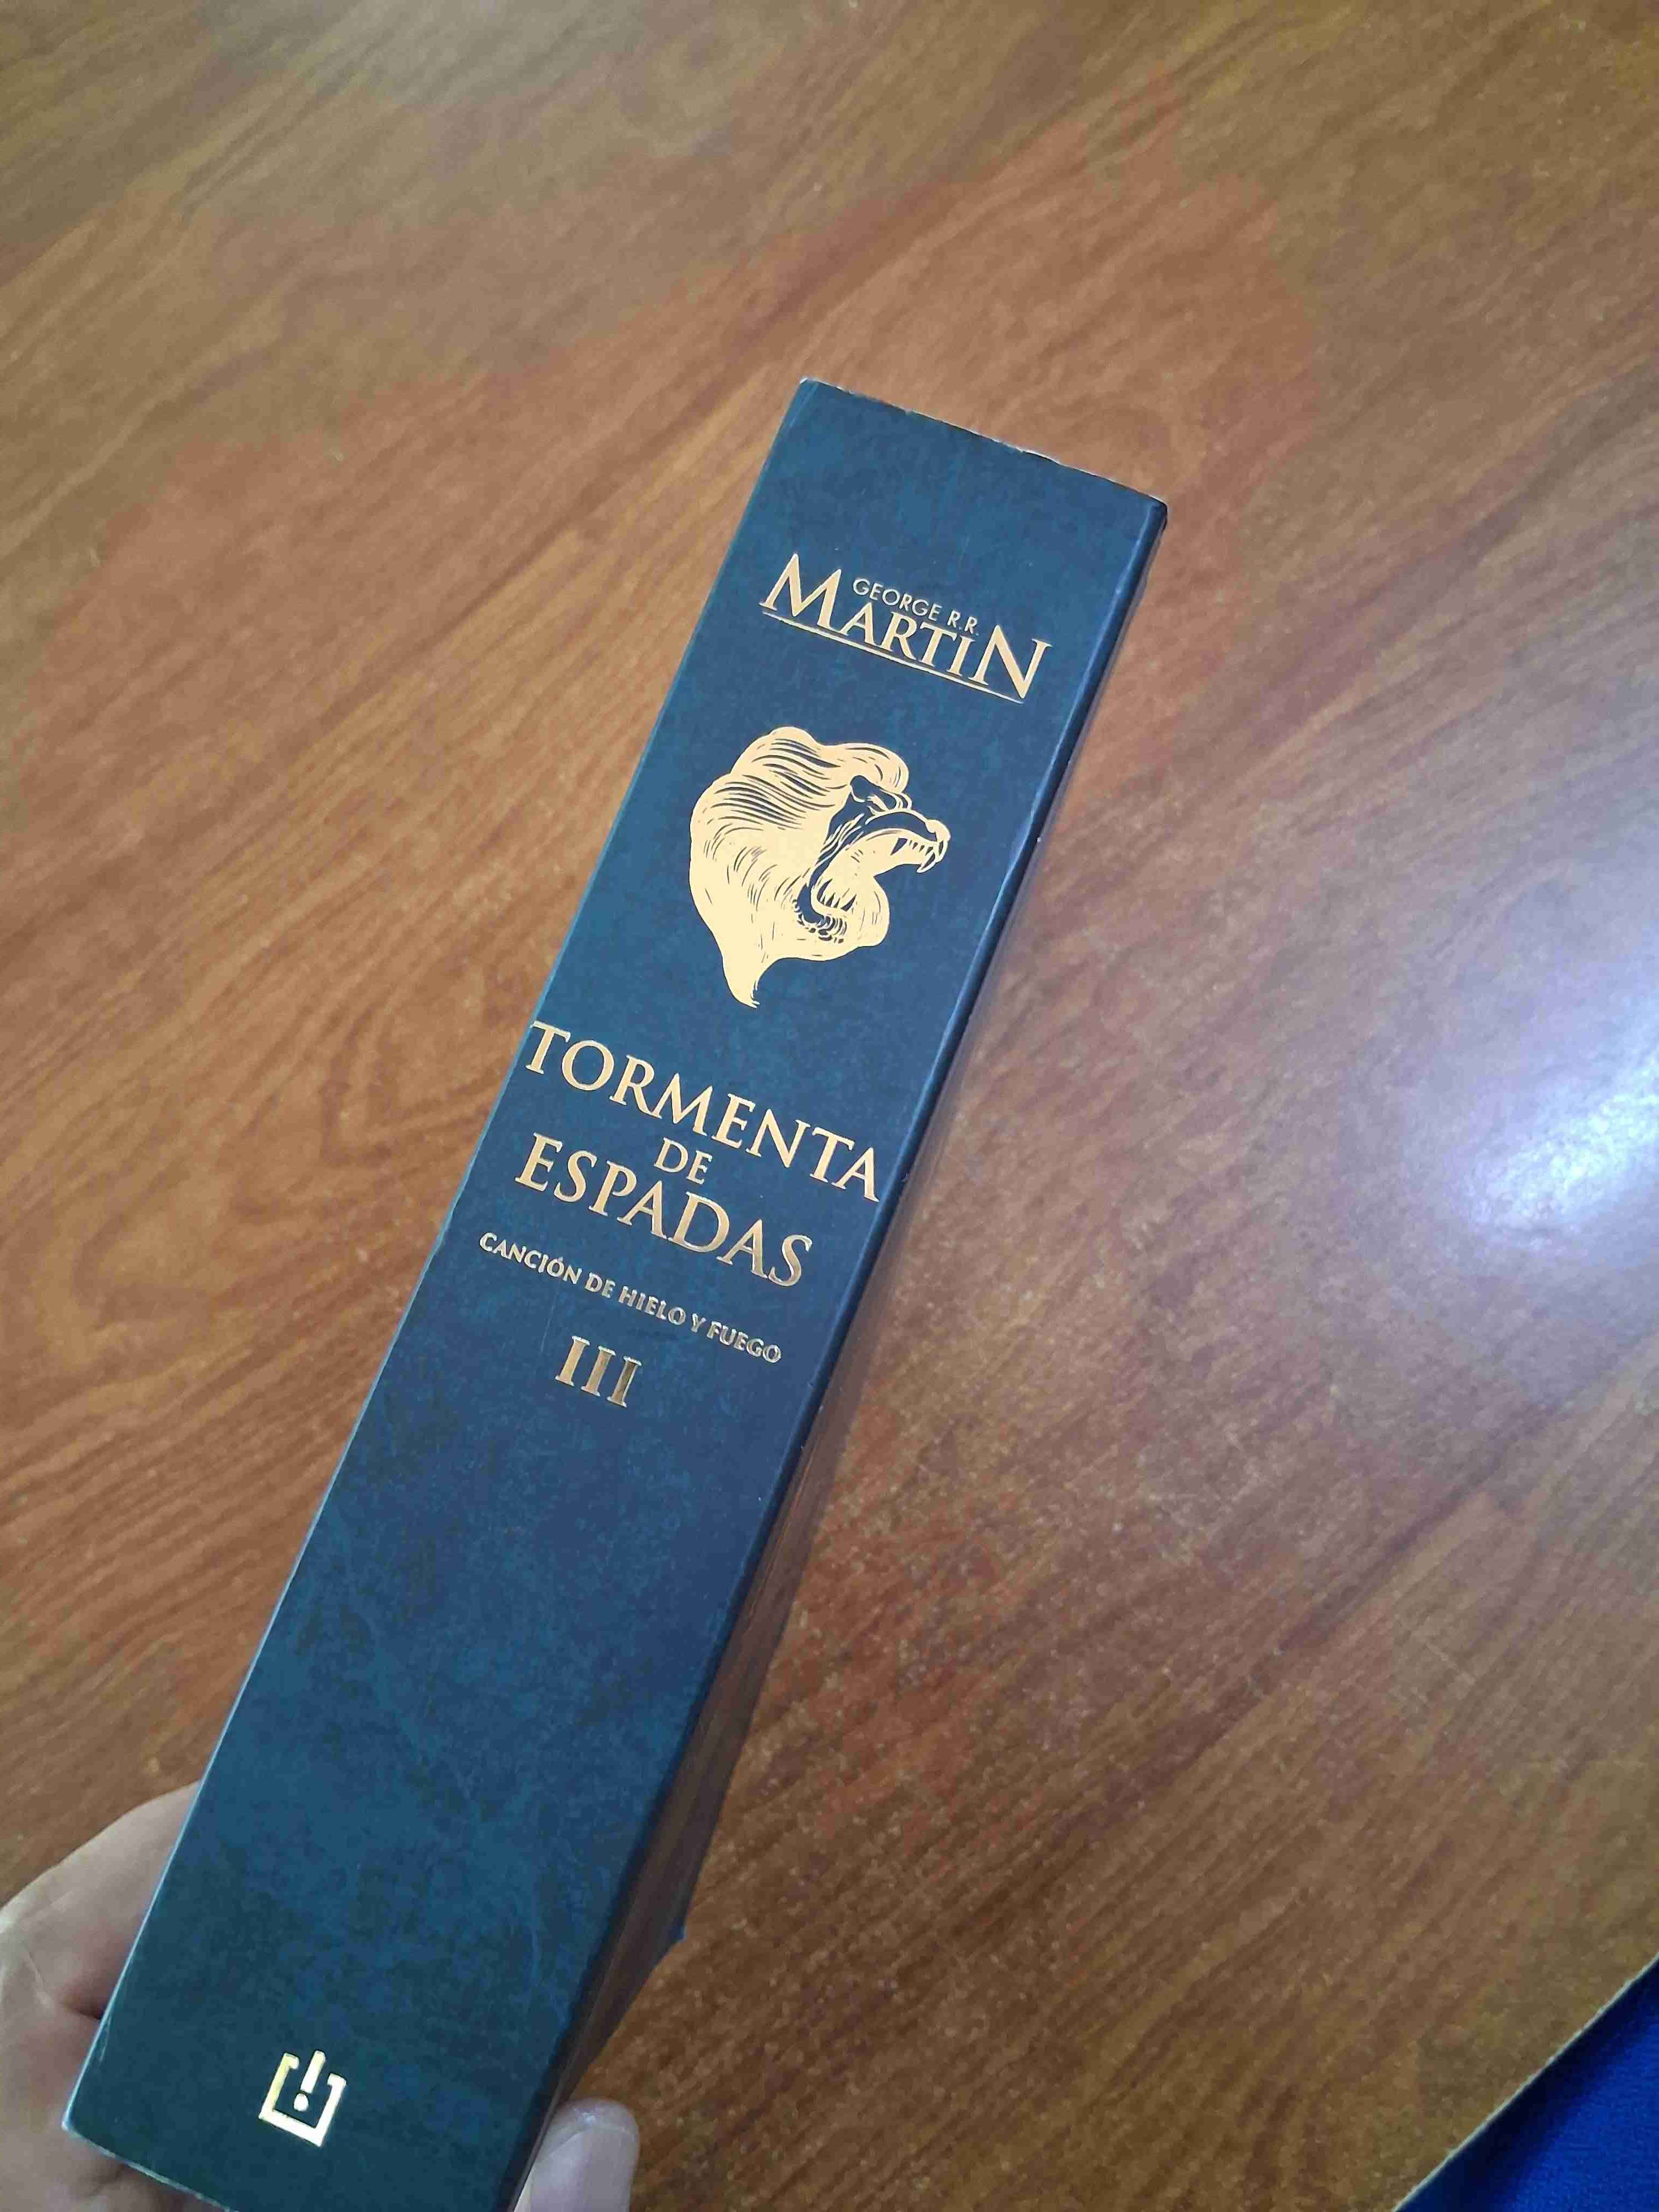 GEORGE R.R.
MARTIN
TORMENTA
DE
ESPADAS
CANCIÓN DE HIELO Y FUEGO
III